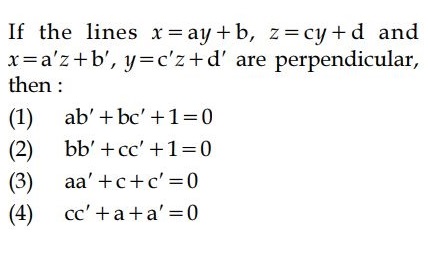 If the lines x = ay + b, z = cy + d and
x = a′z + b′, y = c′z + d′ are perpendicular,
then :
(1) ab′ + bc′ + 1 = 0
(2) bb′ + cc′ + 1 = 0
(3) aa′ + c + c′ = 0
(4) cc′ + a + a′ = 0